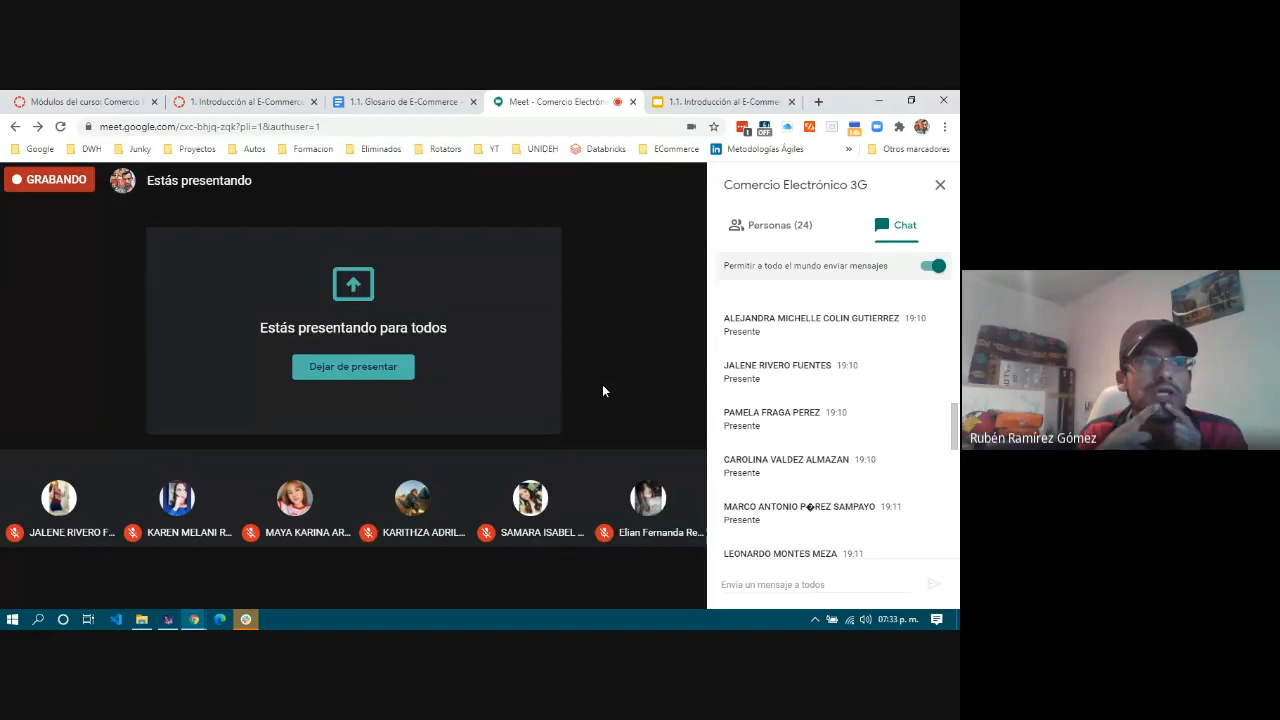 Módulos del curso: Comercio
1. Introducción al E-Commerce
1.1. Glosario de E-Commerce -
Meet - Comercio Electróni
1.1. Introducción al E-Comme
meet.google.com/cxc-bhjq-zqk?pli=1&authuser=1
Google
DWH
Junky
Proyectos
Autos
Formacion
Eliminados
Rotators
YT
UNIDEH
Databricks
ECommerce
Metodologías Ágiles
»
Otros marcadores
GRABANDO
Estás presentando
Estás presentando para todos
Dejar de presentar
JALENE RIVERO F...
KAREN MELANI R...
MAYA KARINA AR...
KARITHZA ADRIL...
SAMARA ISABEL ...
Elian Fernanda Re...
Comercio Electrónico 3G
Personas (24)
Chat
Permitir a todo el mundo enviar mensajes
ALEJANDRA MICHELLE COLIN GUTIERREZ 19:10
Presente
JALENE RIVERO FUENTES 19:10
Presente
PAMELA FRAGA PEREZ 19:10
Presente
CAROLINA VALDEZ ALMAZAN 19:10
Presente
MARCO ANTONIO P�REZ SAMPAYO 19:11
Presente
LEONARDO MONTES MEZA 19:11
Envía un mensaje a todos
07:33 p. m.
Rubén Ramírez Gómez